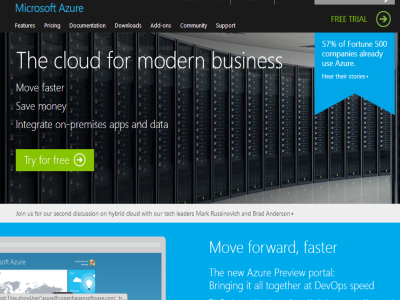 Microsoft Azure
FREE TRIAL
Features Pricing Documentation Downloads Add-ons Community Support
57% of Fortune 500
companies already
use Azure.
Hear their stories
The cloud for modern business
Move faster
Save money
Integrate on-premises apps and data
Try for free
Join us for our second discussion on hybrid cloud with our tech leaders Mark Russinovich and Brad Anderson
Move forward, faster
The new Azure Preview portal:
Bringing it all together at DevOps speed
soft Azure